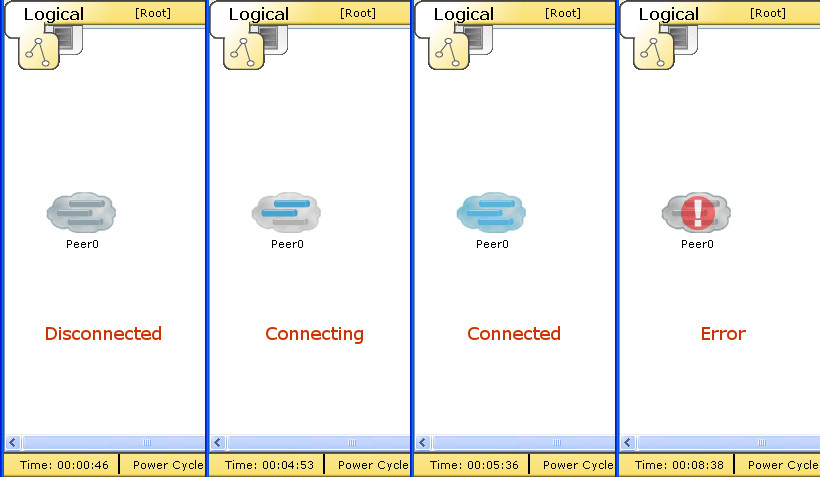 Logical [Root] Logical [Root] Logical [Root] Logical [Root]
Peer0 Peer0 Peer0 Peer0
Disconnected Connecting Connected Error
Time: 00:00:46 Power Cycle Time: 00:04:53 Power Cycle Time: 00:05:36 Power Cycle Time: 00:08:38 Power Cycle